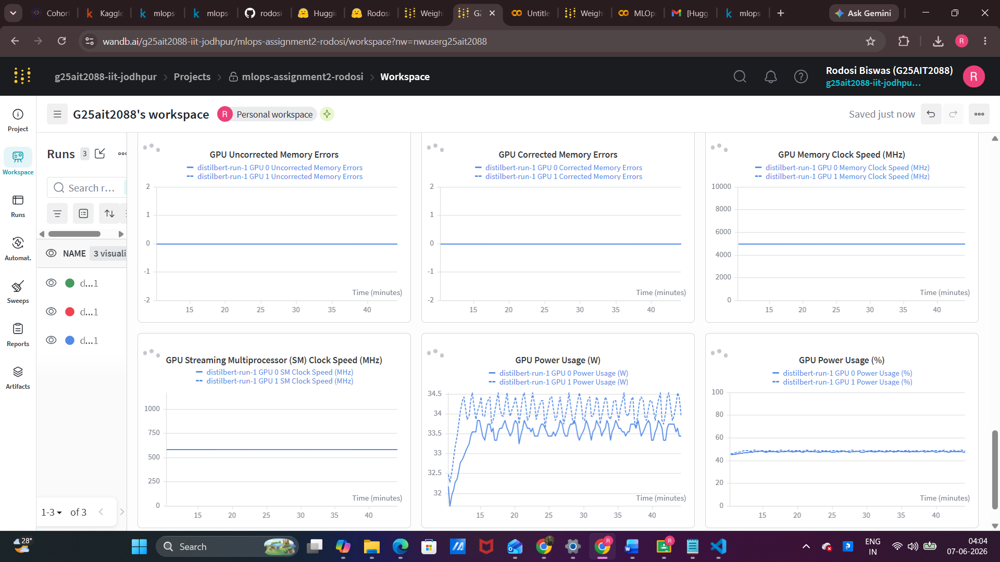 Cohort
Kaggle
mlops-
mlops-
rodosi
Huggin
Rodosi
Weight
G2
Untitle
Weight
MLOp
[Hugg
mlops
Ask Gemini
wandb.ai/g25ait2088-iit-jodhpur/mlops-assignment2-rodosi/workspace?nw=nwuserg25ait2088
R
g25ait2088-iit-jodhpur > Projects > mlops-assignment2-rodosi > Workspace
Rodosi Biswas (G25AIT2088)
g25ait2088-iit-jodhpu...
R
G25ait2088's workspace
R Personal workspace
Saved just now
Project
Workspace
Runs
Automat.
Sweeps
Reports
Artifacts
Runs 3
Search r...
NAME 3 visuali
d...1
d...1
d...1
1-3 of 3
GPU Uncorrected Memory Errors
distilbert-run-1 GPU 0 Uncorrected Memory Errors
distilbert-run-1 GPU 1 Uncorrected Memory Errors
2
1
0
-1
-2
Time (minutes)
15 20 25 30 35 40
GPU Corrected Memory Errors
distilbert-run-1 GPU 0 Corrected Memory Errors
distilbert-run-1 GPU 1 Corrected Memory Errors
2
1
0
-1
-2
Time (minutes)
15 20 25 30 35 40
GPU Memory Clock Speed (MHz)
distilbert-run-1 GPU 0 Memory Clock Speed (MHz)
distilbert-run-1 GPU 1 Memory Clock Speed (MHz)
10000
8000
6000
4000
2000
0
Time (minutes)
15 20 25 30 35 40
GPU Streaming Multiprocessor (SM) Clock Speed (MHz)
distilbert-run-1 GPU 0 SM Clock Speed (MHz)
distilbert-run-1 GPU 1 SM Clock Speed (MHz)
1000
750
500
250
0
Time (minutes)
15 20 25 30 35 40
GPU Power Usage (W)
distilbert-run-1 GPU 0 Power Usage (W)
distilbert-run-1 GPU 1 Power Usage (W)
34.5
34
33.5
33
32.5
32
Time (minutes)
15 20 25 30 35 40
GPU Power Usage (%)
distilbert-run-1 GPU 0 Power Usage (%)
distilbert-run-1 GPU 1 Power Usage (%)
100
80
60
40
20
0
Time (minutes)
15 20 25 30 35 40
28°
Search
ENG
IN
04:04
07-06-2026